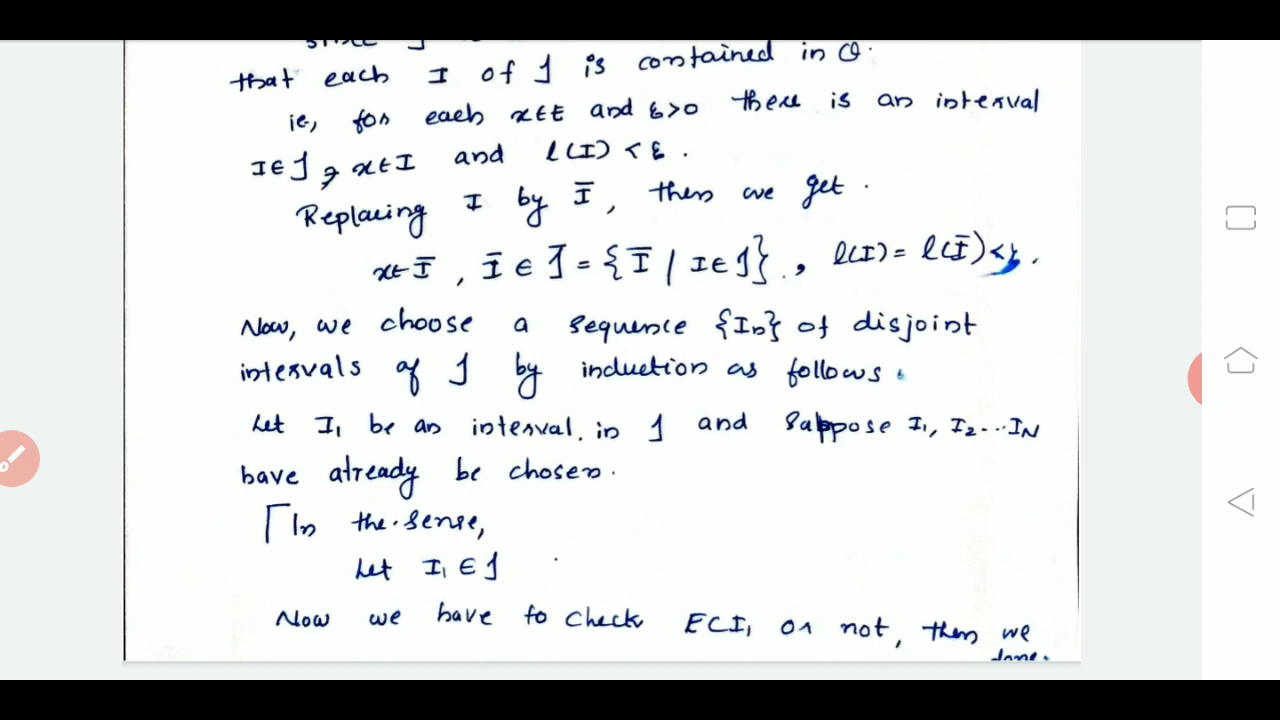 that each I of J is contained in O.
ie, for each x∈E and ε>0 there is an interval
I∈J ∋ x∈I and l(I) < ε.
Replacing I by Ī, then we get.
x∈Ī, Ī ∈ J̄ = {Ī / I∈J}, l(I) = l(Ī) < ε.
Now, we choose a sequence {In} of disjoint
intervals of J by induction as follows.
Let I₁ be an interval in J and suppose I₁, I₂...I_N
have already be chosen.
[In the sense,
Let I₁ ∈ J
Now we have to check E⊂I₁ or not, then we
done.